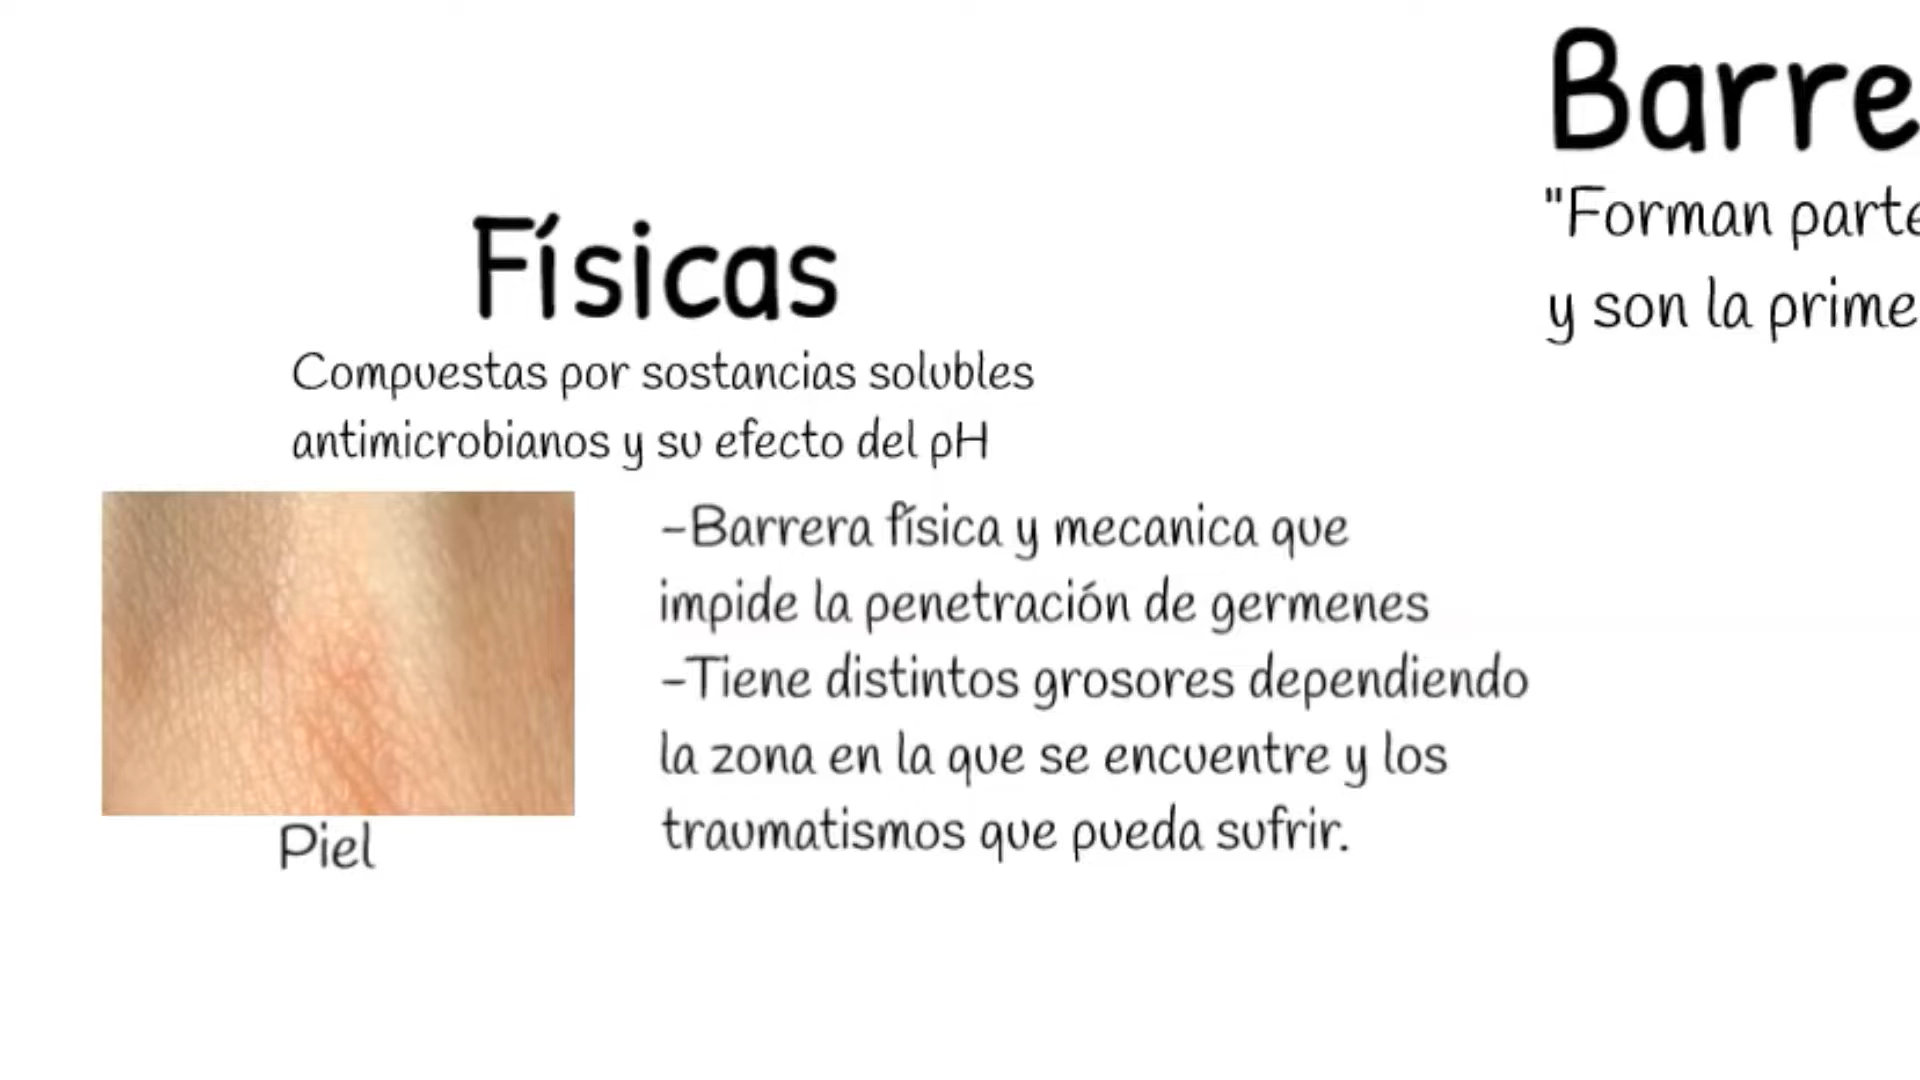 Barre
"Forman parte
y son la prime
Físicas
Compuestas por sostancias solubles
antimicrobianos y su efecto del pH
-Barrera física y mecanica que
impide la penetración de germenes
-Tiene distintos grosores dependiendo
la zona en la que se encuentre y los
traumatismos que pueda sufrir.
Piel